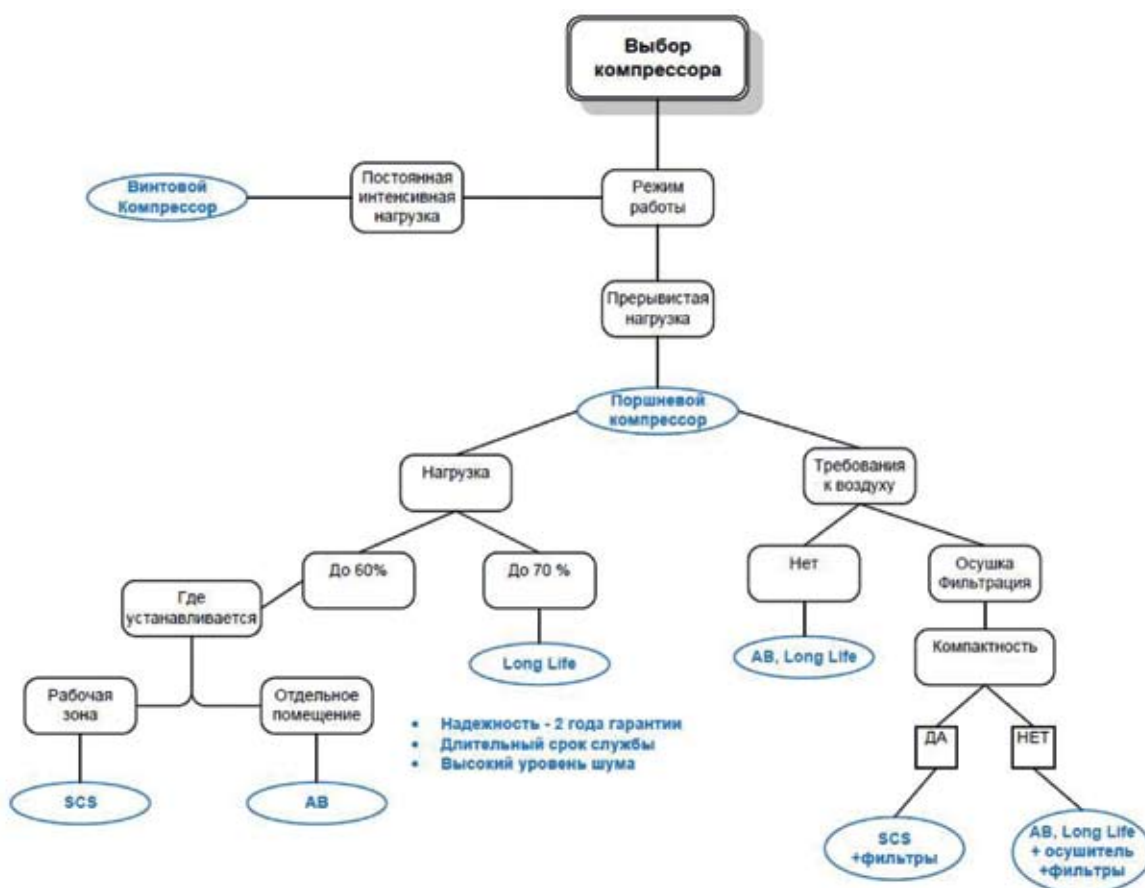 Выбор
компрессора
Винтовой
Компрессор
Постоянная
интенсивная
нагрузка
Режим
работы
Прерывистая
нагрузка
Поршневой
компрессор
Нагрузка
Требования
к воздуху
До 60%
До 70 %
Нет
Осушка
Фильтрация
Где
устанавливается
Long Life
AB, Long Life
Компактность
Рабочая
зона
Отдельное
помещение
• Надежность - 2 года гарантии
• Длительный срок службы
• Высокий уровень шума
ДА
НЕТ
SCS
AB
SCS
+фильтры
AB, Long Life
+ осушитель
+фильтры